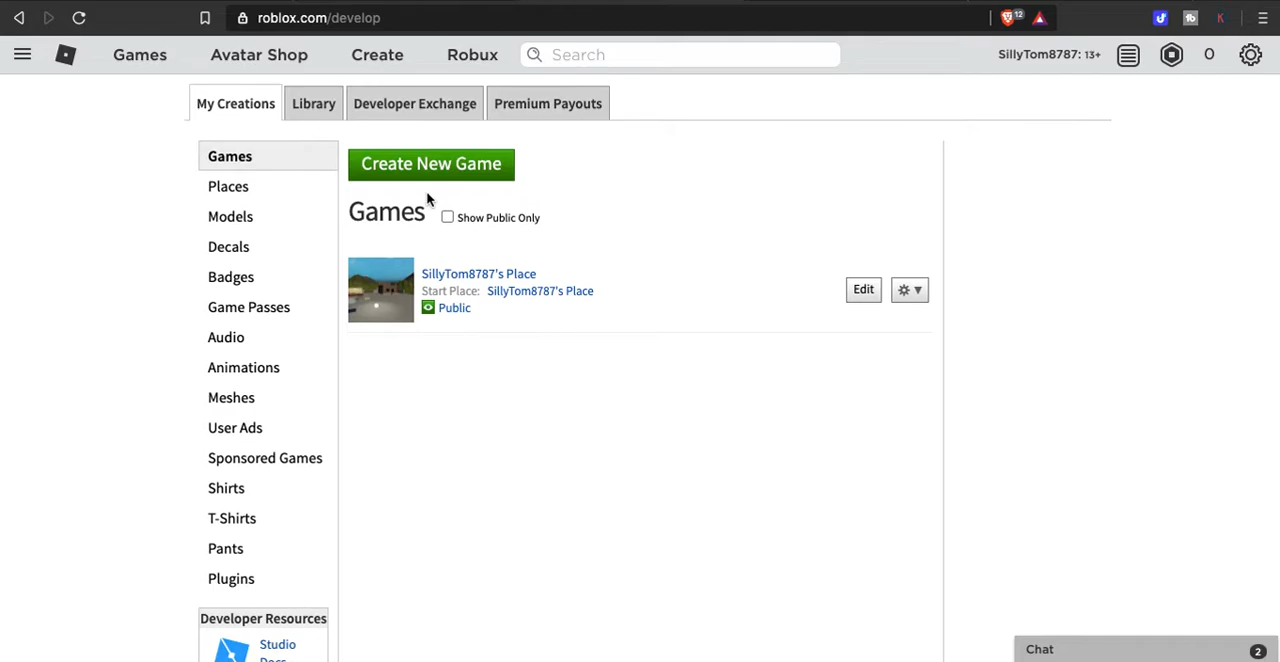 roblox.com/develop
12
Games
Avatar Shop
Create
Robux
Search
SillyTom8787: 13+
0
My Creations
Library
Developer Exchange
Premium Payouts
Games
Places
Models
Decals
Badges
Game Passes
Audio
Animations
Meshes
User Ads
Sponsored Games
Shirts
T-Shirts
Pants
Plugins
Developer Resources
Studio
Docs
Create New Game
Games
Show Public Only
SillyTom8787's Place
Start Place: SillyTom8787's Place
Public
Edit
Chat
2